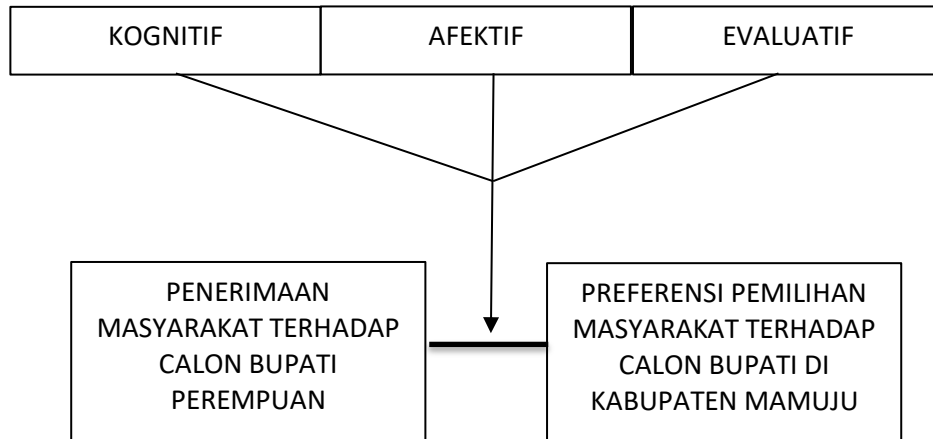 KOGNITIF
AFEKTIF
EVALUATIF
PENERIMAAN
MASYARAKAT TERHADAP
CALON BUPATI
PEREMPUAN
PREFERENSI PEMILIHAN
MASYARAKAT TERHADAP
CALON BUPATI DI
KABUPATEN MAMUJU